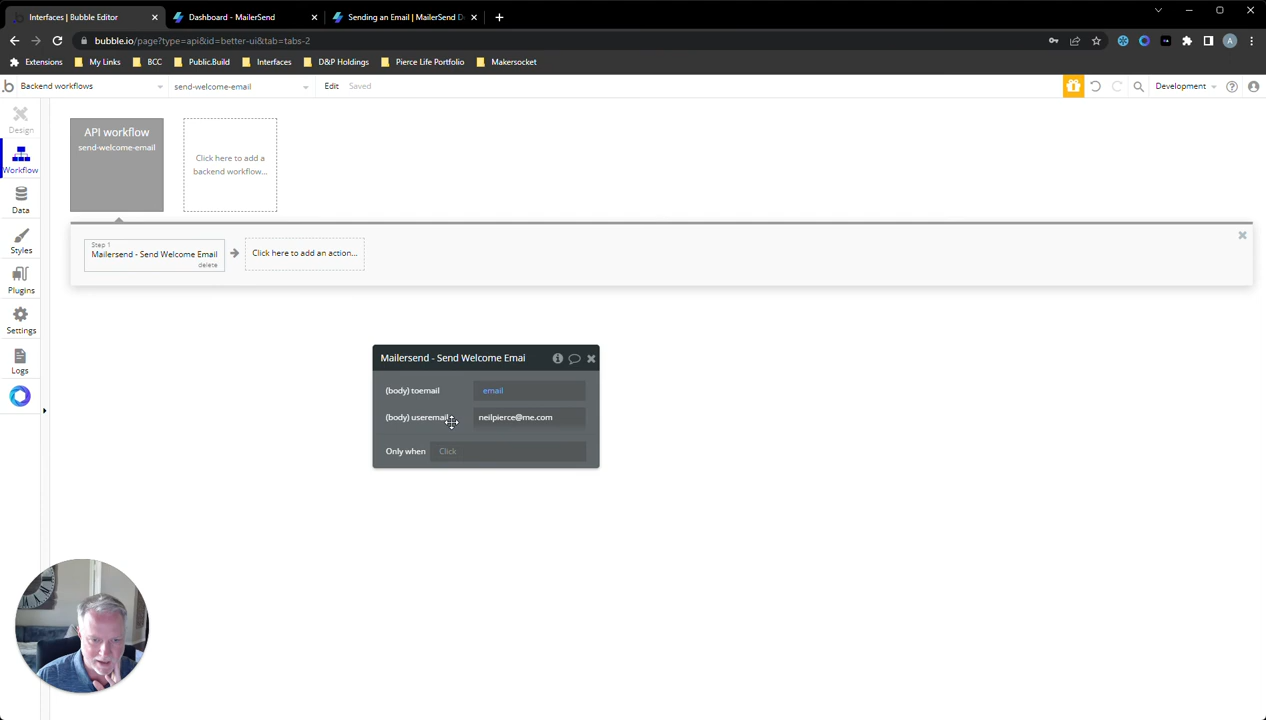 Interfaces | Bubble Editor
Dashboard - MailerSend
Sending an Email | MailerSend D
bubble.io/page?type=api&id=better-ui&tab=tabs-2
A
Extensions
My Links
BCC
Public.Build
Interfaces
D&P Holdings
Pierce Life Portfolio
Makersocket
Backend workflows
send-welcome-email
Edit
Saved
Development
Design
Workflow
Data
Styles
Plugins
Settings
Logs
API workflow
send-welcome-email
Click here to add a
backend workflow...
Step 1
Mailersend - Send Welcome Email
delete
Click here to add an action...
Mailersend - Send Welcome Emai
(body) toemail
email
(body) useremail
neilpierce@me.com
Only when
Click